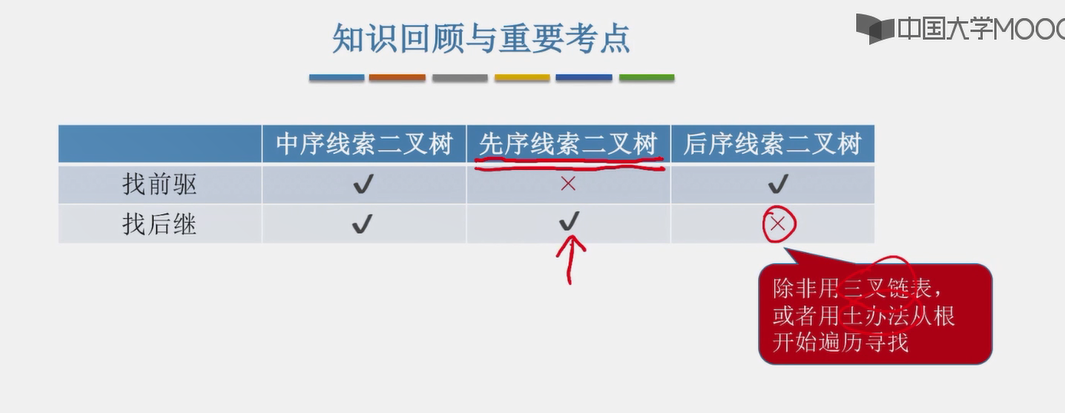 中国大学MOOC
知识回顾与重要考点
中序线索二叉树 先序线索二叉树 后序线索二叉树
找前驱 ✔ × ✔
找后继 ✔ ✔ ×
除非用三叉链表，
或者用土办法从根
开始遍历寻找